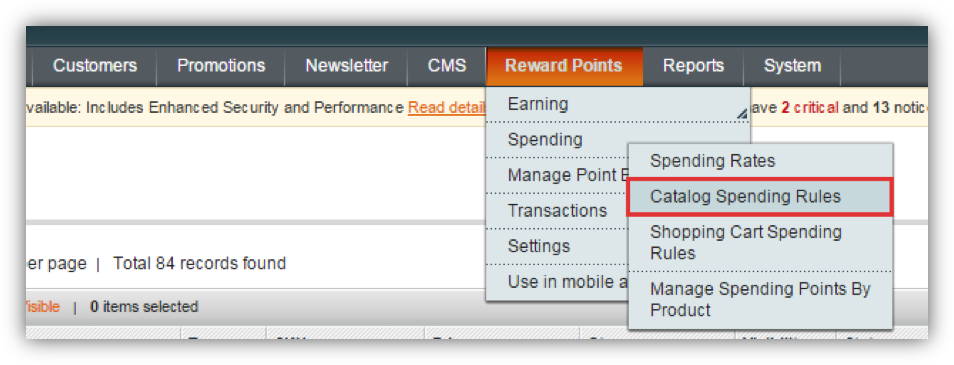 Customers Promotions Newsletter CMS Reward Points Reports System
vailable: Includes Enhanced Security and Performance Read detail ave 2 critical and 13 notic
Earning
Spending
Manage Point B
Transactions
Settings
Use in mobile a
Spending Rates
Catalog Spending Rules
Shopping Cart Spending
Rules
Manage Spending Points By
Product
er page | Total 84 records found
isible | 0 items selected